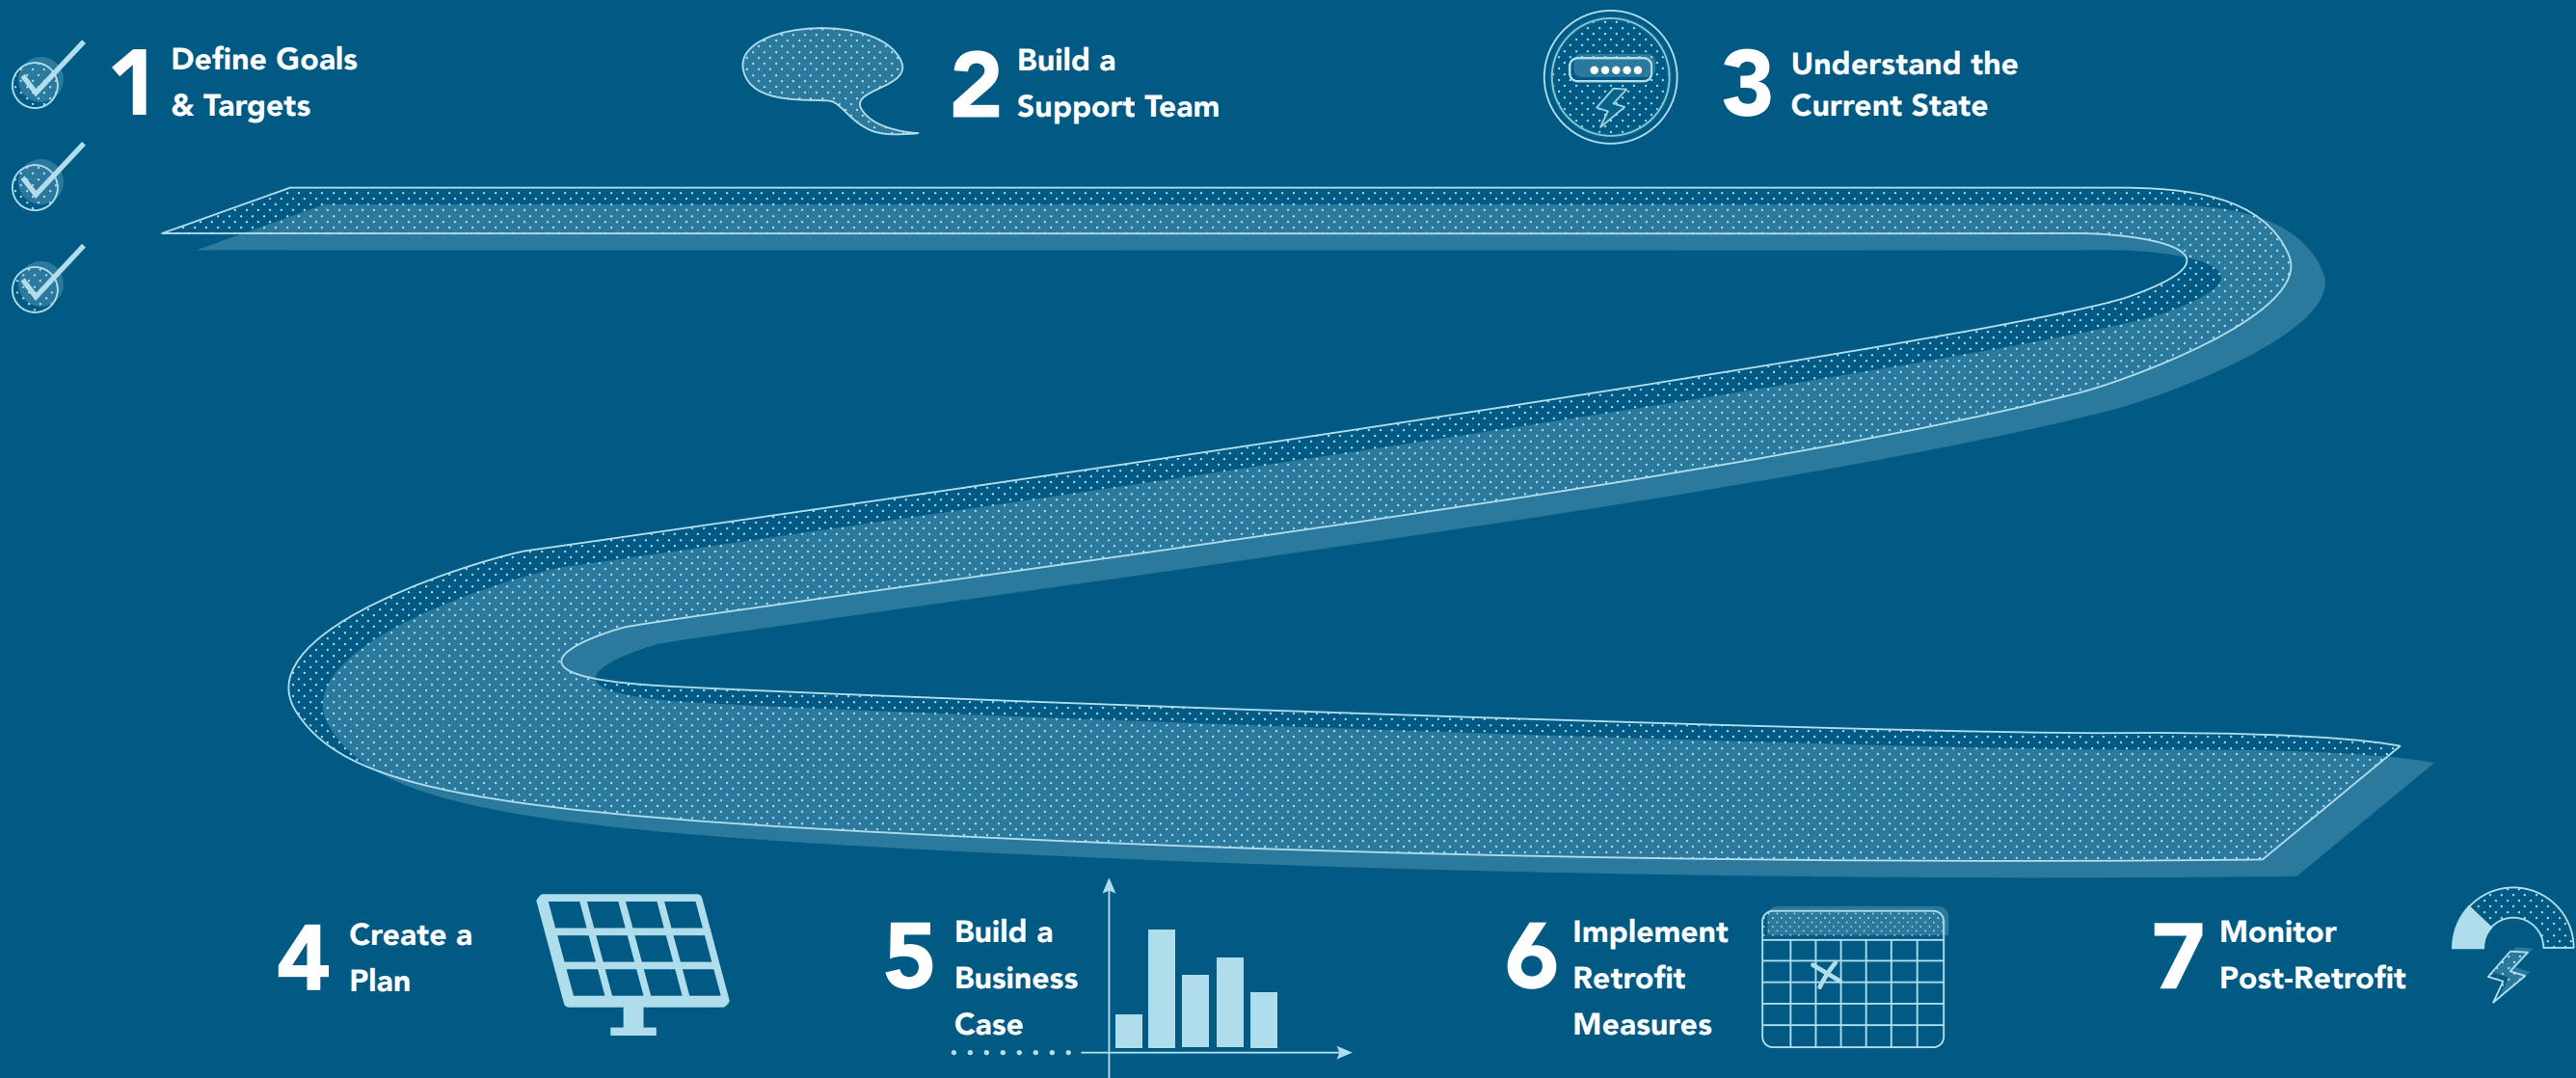 1 Define Goals
& Targets
2 Build a
Support Team
3 Understand the
Current State
4 Create a
Plan
5 Build a
Business
Case
6 Implement
Retrofit
Measures
7 Monitor
Post-Retrofit